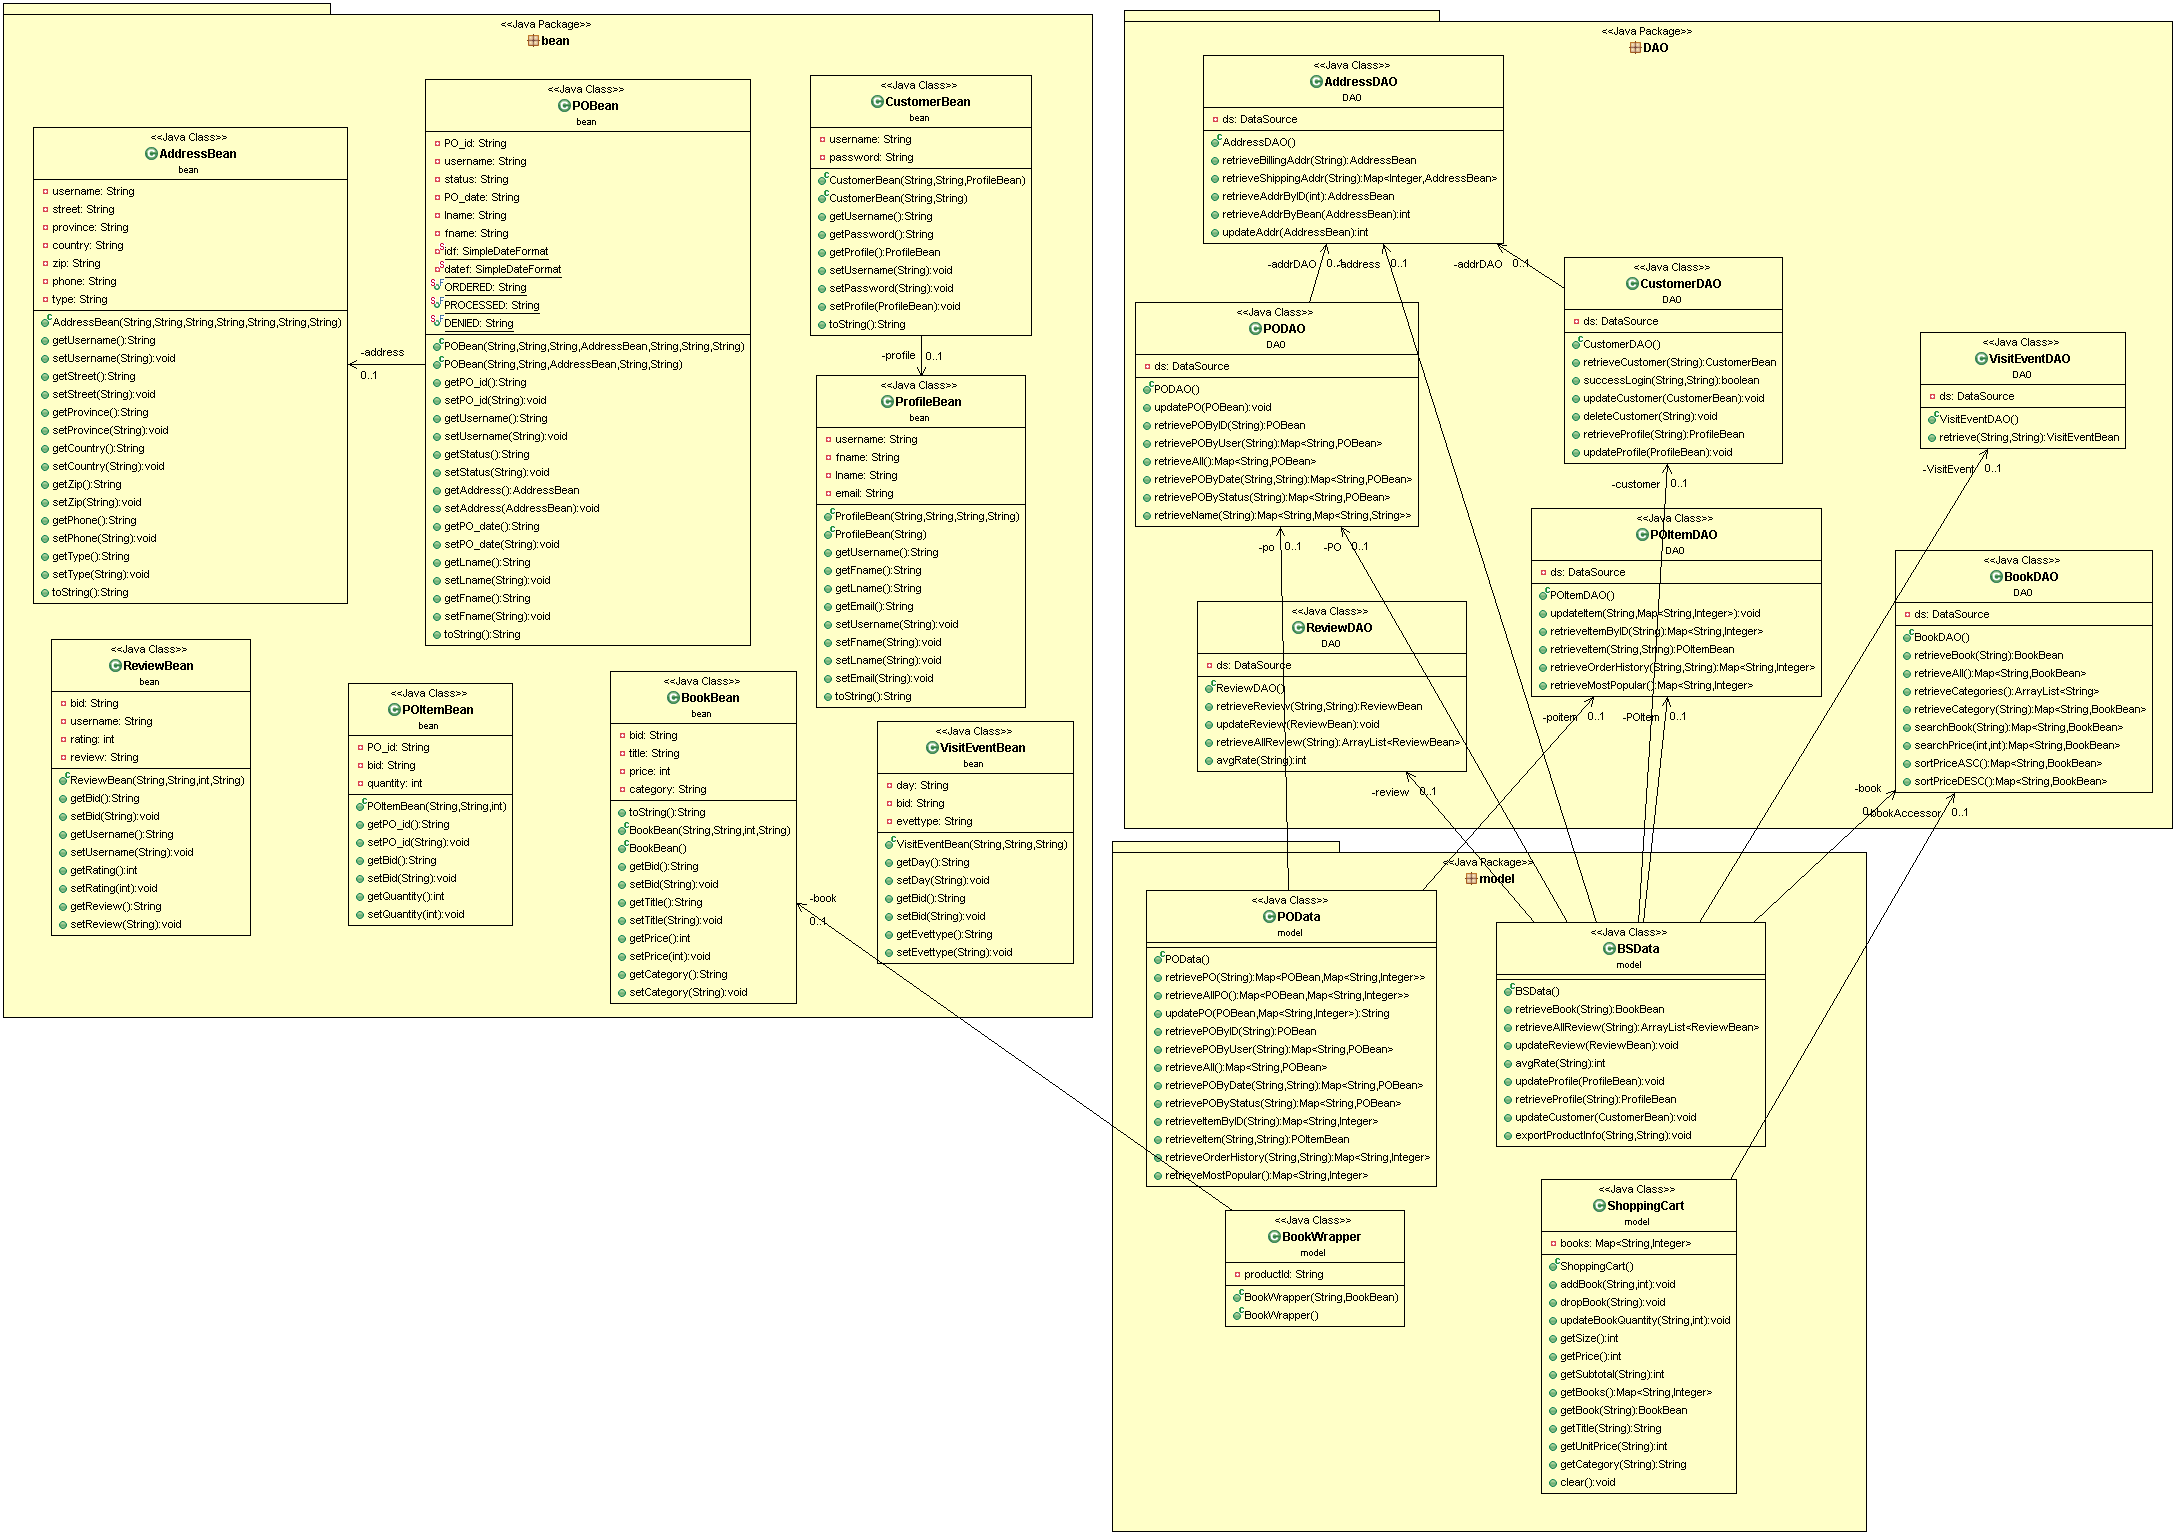 <<Java Package>>
bean
<<Java Class>>
AddressBean
bean
username: String
street: String
province: String
country: String
zip: String
phone: String
type: String
AddressBean(String,String,String,String,String,String,String)
getUsername():String
setUsername(String):void
getStreet():String
setStreet(String):void
getProvince():String
setProvince(String):void
getCountry():String
setCountry(String):void
getZip():String
setZip(String):void
getPhone():String
setPhone(String):void
getType():String
setType(String):void
toString():String
-address
0..1
<<Java Class>>
POBean
bean
PO_id: String
username: String
status: String
PO_date: String
lname: String
fname: String
idf: SimpleDateFormat
datef: SimpleDateFormat
ORDERED: String
PROCESSED: String
DENIED: String
POBean(String,String,String,AddressBean,String,String,String)
POBean(String,String,AddressBean,String,String)
getPO_id():String
setPO_id(String):void
getUsername():String
setUsername(String):void
getStatus():String
setStatus(String):void
getAddress():AddressBean
setAddress(AddressBean):void
getPO_date():String
setPO_date(String):void
getLname():String
setLname(String):void
getFname():String
setFname(String):void
toString():String
<<Java Class>>
CustomerBean
bean
username: String
password: String
CustomerBean(String,String,ProfileBean)
CustomerBean(String,String)
getUsername():String
getPassword():String
getProfile():ProfileBean
setUsername(String):void
setPassword(String):void
setProfile(ProfileBean):void
toString():String
-profile
0..1
<<Java Class>>
ProfileBean
bean
username: String
fname: String
lname: String
email: String
ProfileBean(String,String,String,String)
ProfileBean(String)
getUsername():String
getFname():String
getLname():String
getEmail():String
setUsername(String):void
setFname(String):void
setLname(String):void
setEmail(String):void
toString():String
<<Java Class>>
ReviewBean
bean
bid: String
username: String
rating: int
review: String
ReviewBean(String,String,int,String)
getBid():String
setBid(String):void
getUsername():String
setUsername(String):void
getRating():int
setRating(int):void
getReview():String
setReview(String):void
<<Java Class>>
POItemBean
bean
PO_id: String
bid: String
quantity: int
POItemBean(String,String,int)
getPO_id():String
setPO_id(String):void
getBid():String
setBid(String):void
getQuantity():int
setQuantity(int):void
<<Java Class>>
BookBean
bean
bid: String
title: String
price: int
category: String
toString():String
BookBean(String,String,int,String)
BookBean()
getBid():String
setBid(String):void
getTitle():String
setTitle(String):void
getPrice():int
setPrice(int):void
getCategory():String
setCategory(String):void
-book
0..1
<<Java Class>>
VisitEventBean
bean
day: String
bid: String
evettype: String
VisitEventBean(String,String,String)
getDay():String
setDay(String):void
getBid():String
setBid(String):void
getEvettype():String
setEvettype(String):void
<<Java Package>>
DAO
<<Java Class>>
AddressDAO
DAO
ds: DataSource
AddressDAO()
retrieveBillingAddr(String):AddressBean
retrieveShippingAddr(String):Map<Integer,AddressBean>
retrieveAddrByID(int):AddressBean
retrieveAddrByBean(AddressBean):int
updateAddr(AddressBean):int
-addrDAO 0..1
-address 0..1
-addrDAO 0..1
<<Java Class>>
PODAO
DAO
ds: DataSource
PODAO()
updatePO(POBean):void
retrievePOByID(String):POBean
retrievePOByUser(String):Map<String,POBean>
retrieveAll():Map<String,POBean>
retrievePOByDate(String,String):Map<String,POBean>
retrievePOByStatus(String):Map<String,POBean>
retrieveName(String):Map<String,Map<String,String>>
-po 0..1
-PO 0..1
<<Java Class>>
CustomerDAO
DAO
ds: DataSource
CustomerDAO()
retrieveCustomer(String):CustomerBean
successLogin(String,String):boolean
updateCustomer(CustomerBean):void
deleteCustomer(String):void
retrieveProfile(String):ProfileBean
updateProfile(ProfileBean):void
-customer 0..1
<<Java Class>>
VisitEventDAO
DAO
ds: DataSource
VisitEventDAO()
retrieve(String,String):VisitEventBean
-VisitEvent 0..1
<<Java Class>>
POItemDAO
DAO
ds: DataSource
POItemDAO()
updateItem(String,Map<String,Integer>):void
retrieveItemByID(String):Map<String,Integer>
retrieveItem(String,String):POItemBean
retrieveOrderHistory(String,String):Map<String,Integer>
retrieveMostPopular():Map<String,Integer>
-poitem 0..1
-POItem 0..1
<<Java Class>>
ReviewDAO
DAO
ds: DataSource
ReviewDAO()
retrieveReview(String,String):ReviewBean
updateReview(ReviewBean):void
retrieveAllReview(String):ArrayList<ReviewBean>
avgRate(String):int
-review 0..1
<<Java Class>>
BookDAO
DAO
ds: DataSource
BookDAO()
retrieveBook(String):BookBean
retrieveAll():Map<String,BookBean>
retrieveCategories():ArrayList<String>
retrieveCategory(String):Map<String,BookBean>
searchBook(String):Map<String,BookBean>
searchPrice(int,int):Map<String,BookBean>
sortPriceASC():Map<String,BookBean>
sortPriceDESC():Map<String,BookBean>
-book
-bookAccessor 0..1
<<Java Package>>
model
<<Java Class>>
POData
model
POData()
retrievePO(String):Map<POBean,Map<String,Integer>>
retrieveAllPO():Map<POBean,Map<String,Integer>>
updatePO(POBean,Map<String,Integer>):String
retrievePOByID(String):POBean
retrievePOByUser(String):Map<String,POBean>
retrieveAll():Map<String,POBean>
retrievePOByDate(String,String):Map<String,POBean>
retrievePOByStatus(String):Map<String,POBean>
retrieveItemByID(String):Map<String,Integer>
retrieveItem(String,String):POItemBean
retrieveOrderHistory(String,String):Map<String,Integer>
retrieveMostPopular():Map<String,Integer>
<<Java Class>>
BSData
model
BSData()
retrieveBook(String):BookBean
retrieveAllReview(String):ArrayList<ReviewBean>
updateReview(ReviewBean):void
avgRate(String):int
updateProfile(ProfileBean):void
retrieveProfile(String):ProfileBean
updateCustomer(CustomerBean):void
exportProductInfo(String,String):void
<<Java Class>>
BookWrapper
model
productId: String
BookWrapper(String,BookBean)
BookWrapper()
<<Java Class>>
ShoppingCart
model
books: Map<String,Integer>
ShoppingCart()
addBook(String,int):void
dropBook(String):void
updateBookQuantity(String,int):void
getSize():int
getPrice():int
getSubtotal(String):int
getBooks():Map<String,Integer>
getBook(String):BookBean
getTitle(String):String
getUnitPrice(String):int
getCategory(String):String
clear():void